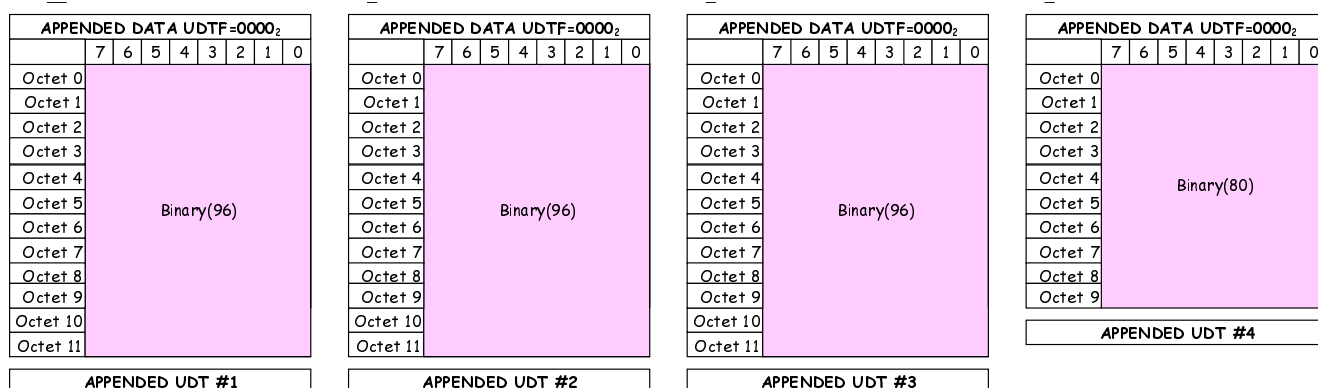 APPENDED DATA UDTF=0000₂
7 6 5 4 3 2 1 0
Octet 0
Octet 1
Octet 2
Octet 3
Octet 4
Octet 5
Octet 6
Octet 7
Octet 8
Octet 9
Octet 10
Octet 11
Binary(96)
APPENDED UDT #1
APPENDED DATA UDTF=0000₂
7 6 5 4 3 2 1 0
Octet 0
Octet 1
Octet 2
Octet 3
Octet 4
Octet 5
Octet 6
Octet 7
Octet 8
Octet 9
Octet 10
Octet 11
Binary(96)
APPENDED UDT #2
APPENDED DATA UDTF=0000₂
7 6 5 4 3 2 1 0
Octet 0
Octet 1
Octet 2
Octet 3
Octet 4
Octet 5
Octet 6
Octet 7
Octet 8
Octet 9
Octet 10
Octet 11
Binary(96)
APPENDED UDT #3
APPENDED DATA UDTF=0000₂
7 6 5 4 3 2 1 0
Octet 0
Octet 1
Octet 2
Octet 3
Octet 4
Octet 5
Octet 6
Octet 7
Octet 8
Octet 9
Binary(80)
APPENDED UDT #4